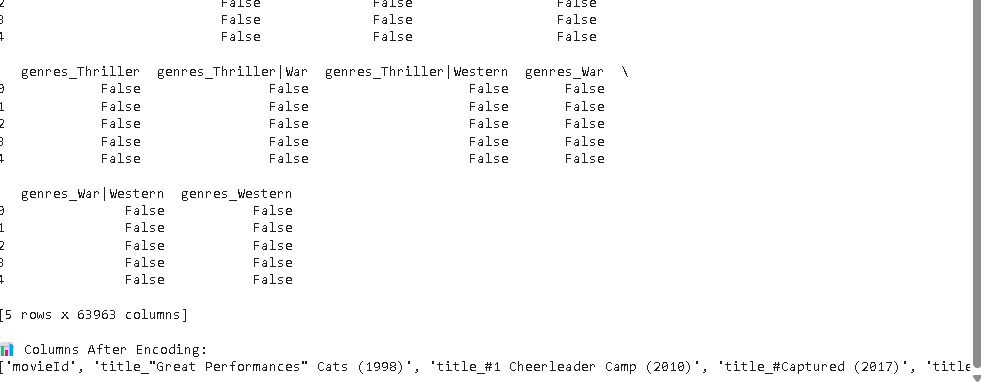 2 False False False
3 False False False
4 False False False
genres_Thriller genres_Thriller|War genres_Thriller|Western genres_War \
0 False False False False
1 False False False False
2 False False False False
3 False False False False
4 False False False False
genres_War|Western genres_Western
0 False False
1 False False
2 False False
3 False False
4 False False
[5 rows x 63963 columns]
📊 Columns After Encoding:
['movieId', 'title_"Great Performances" Cats (1998)', 'title_#1 Cheerleader Camp (2010)', 'title_#Captured (2017)', 'title